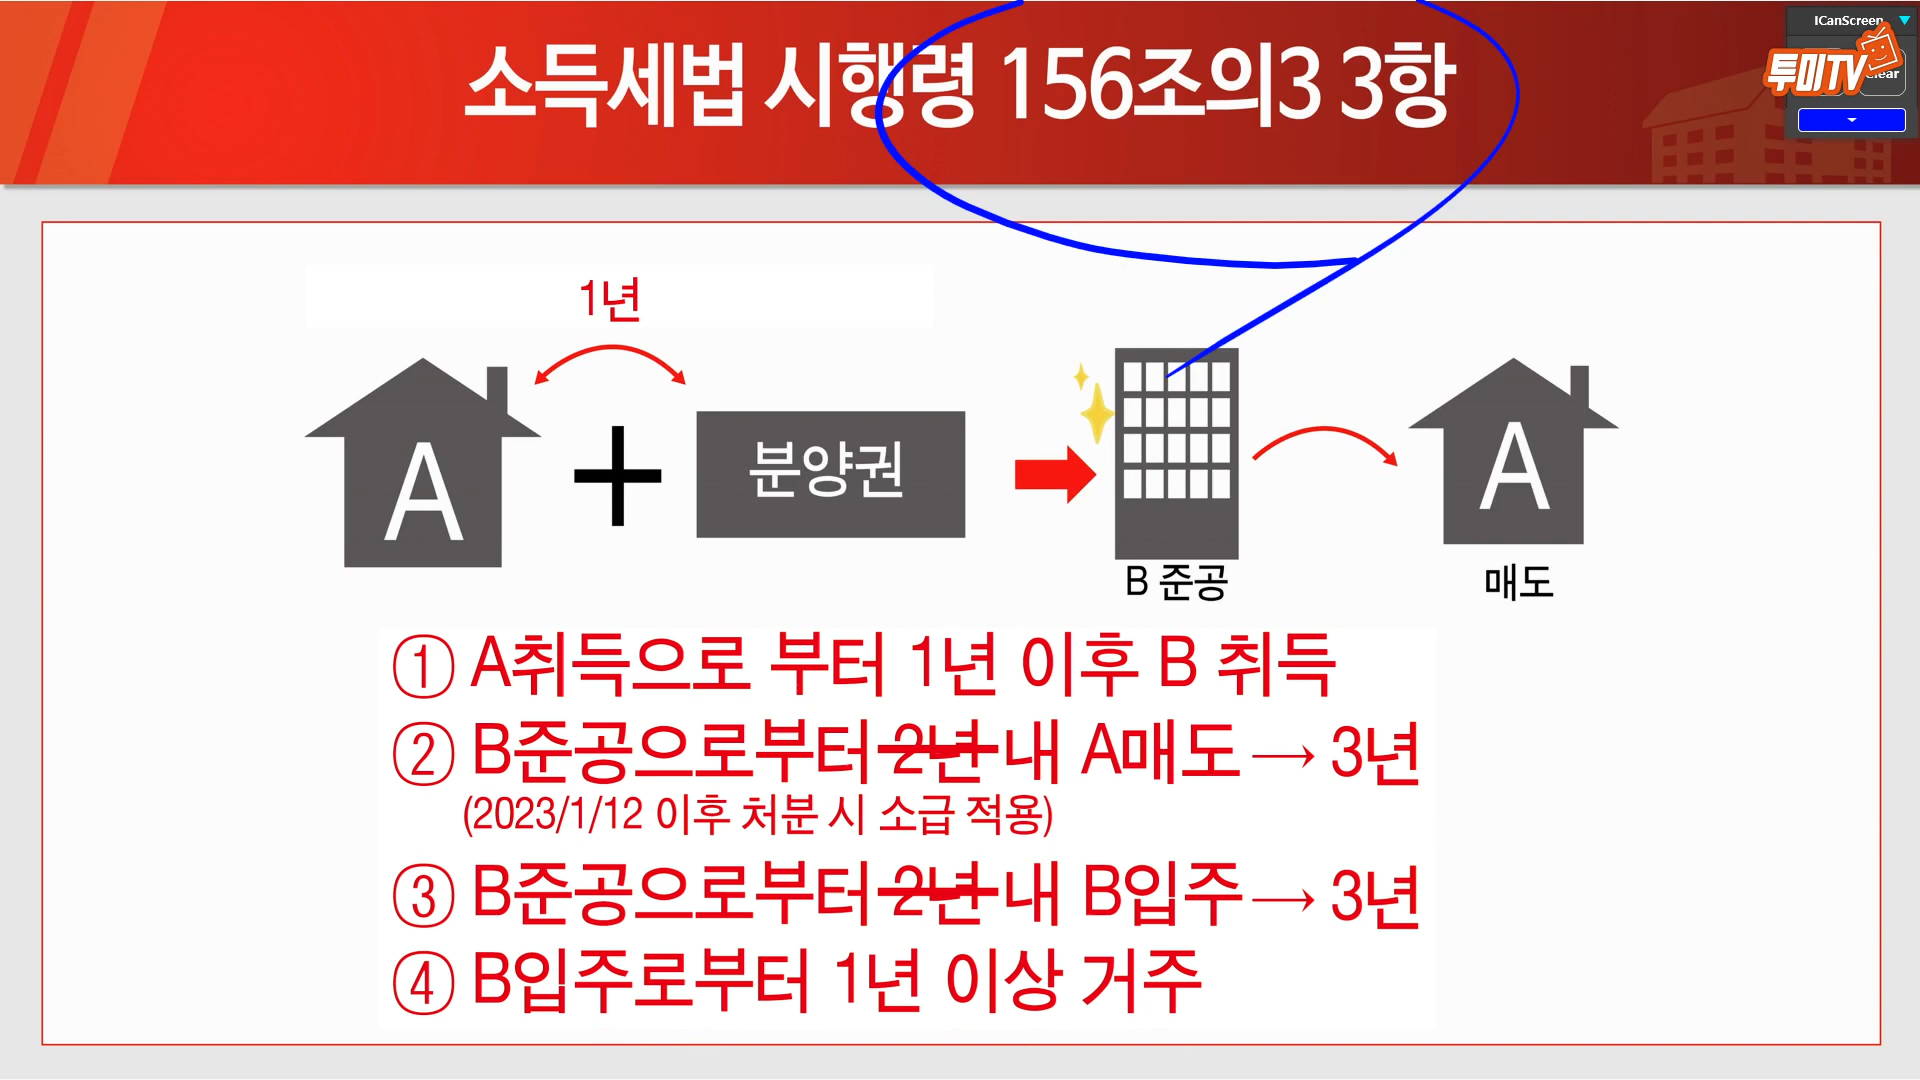 소득세법 시행령 156조의3 3항
ICanScreen
투미TV
Clear
1년
A
+
분양권
A
B 준공
매도
① A취득으로 부터 1년 이후 B 취득
② B준공으로부터 2년 내 A매도 → 3년
(2023/1/12 이후 처분 시 소급 적용)
③ B준공으로부터 2년 내 B입주 → 3년
④ B입주로부터 1년 이상 거주